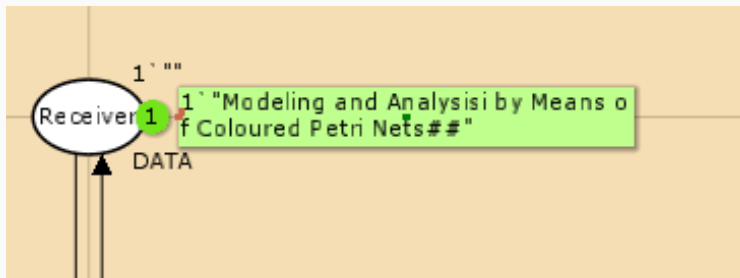 1`""
Receiver
1
1`"Modeling and Analysisi by Means o
f Coloured Petri Nets##"
DATA